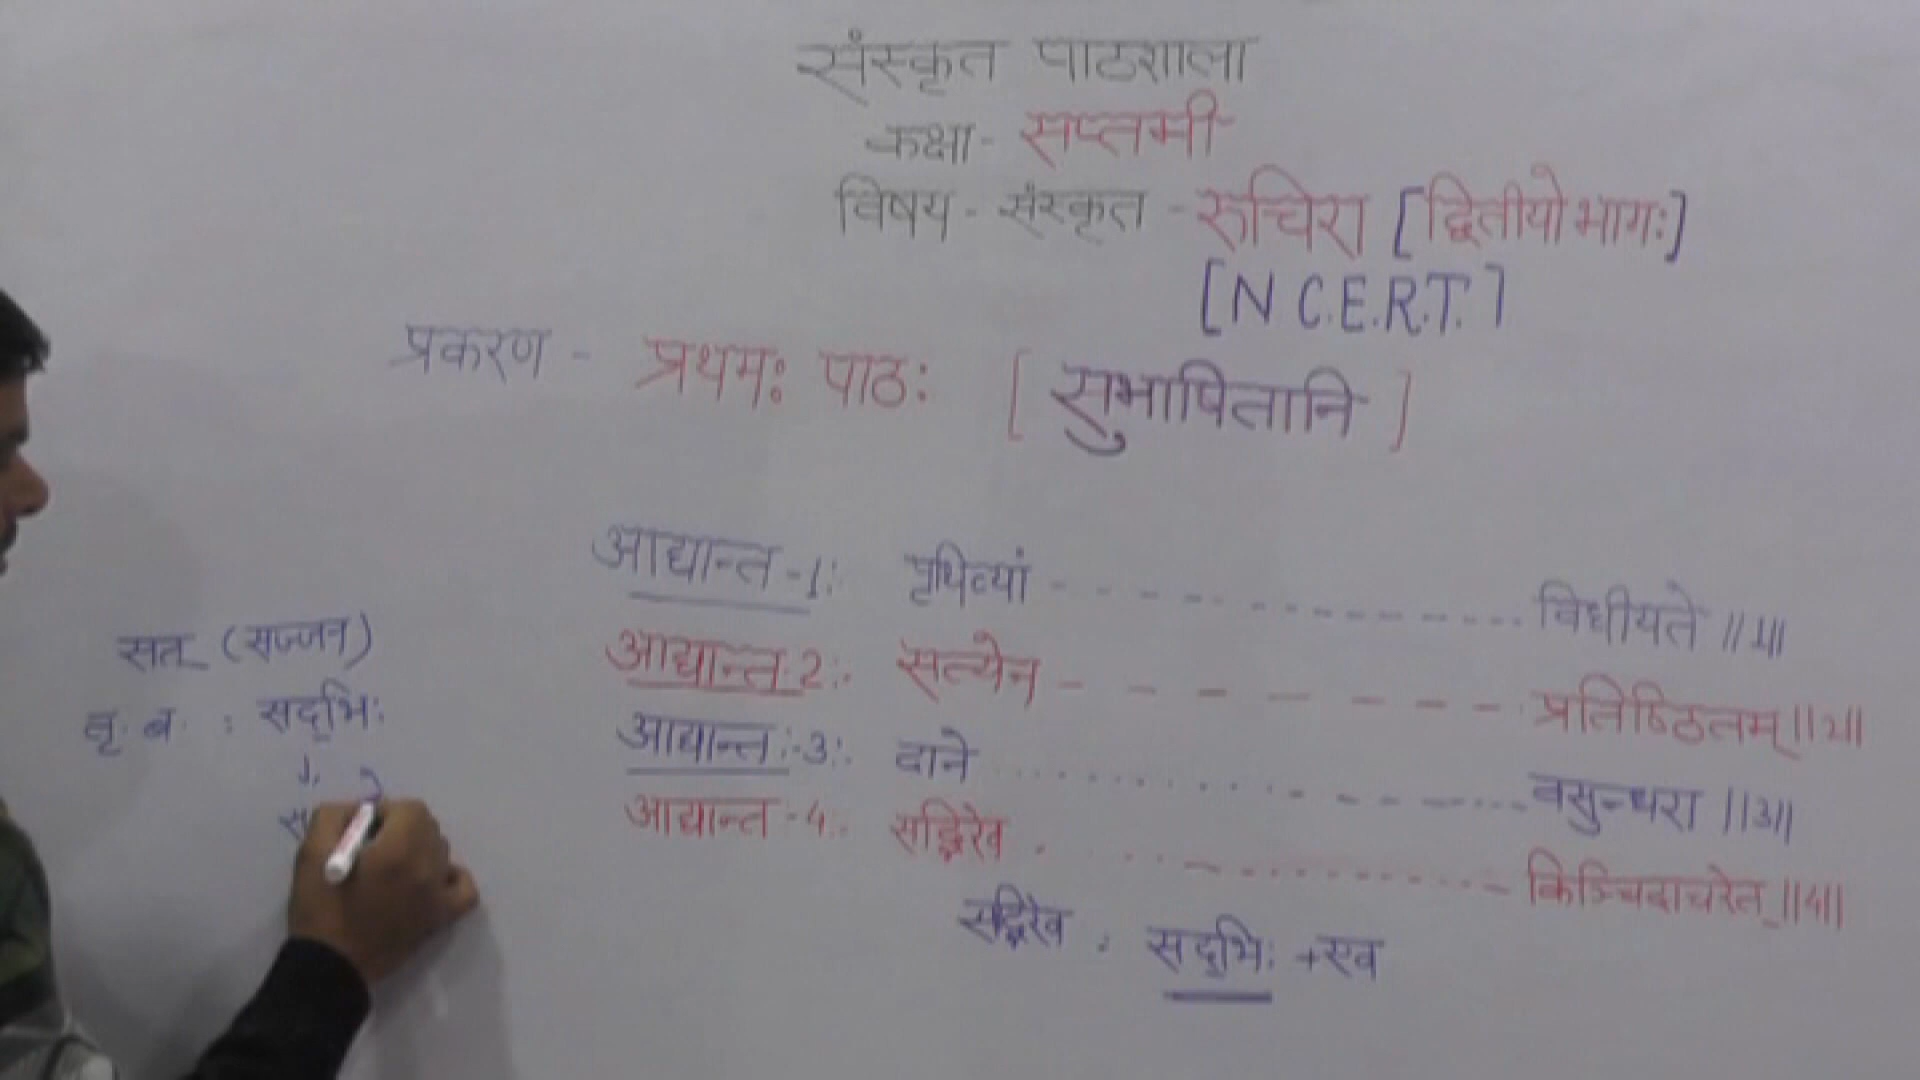 संस्कृत पाठशाला
कक्षा - सप्तमी
विषय - संस्कृत - रुचिरा [द्वितीयो भागः]
[N C.E.R.T.]
प्रकरण - प्रथमः पाठः [सुभाषितानि]
आद्यान्त -1:- पृथिव्यां - - - - - - - - - - - - विधीयते ॥1॥
आद्यान्त-2:- सत्येन - - - - - - - - - प्रतिष्ठितम् ॥2॥
आद्यान्त:-3:- दाने . . . . . . . . - - - - - - वसुन्धरा ॥3॥
आद्यान्त -4:- सद्भिरेव . . . . - - . . . . . . . . - किञ्चिदाचरेत् ॥4॥
सद्भिरेव : सद्भिः + एव
सत् (सज्जन)
तृ. ब. : सद्भिः